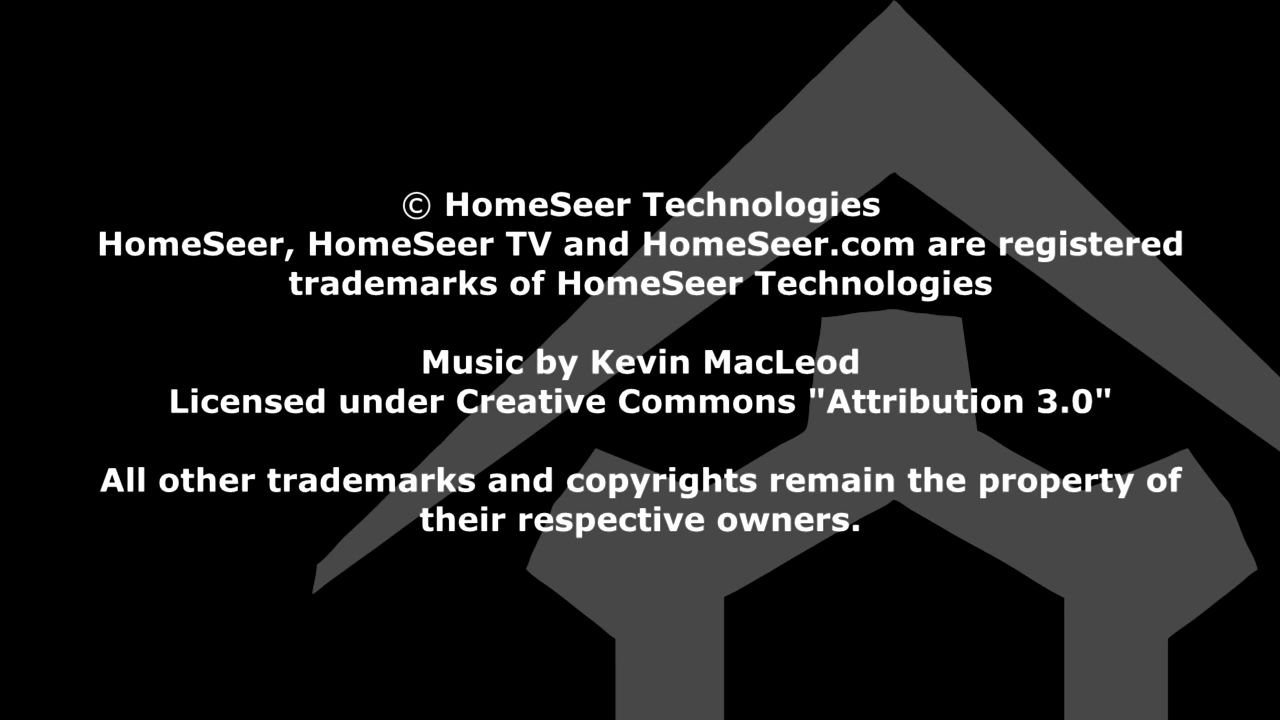 © HomeSeer Technologies
HomeSeer, HomeSeer TV and HomeSeer.com are registered
trademarks of HomeSeer Technologies
Music by Kevin MacLeod
Licensed under Creative Commons "Attribution 3.0"
All other trademarks and copyrights remain the property of
their respective owners.